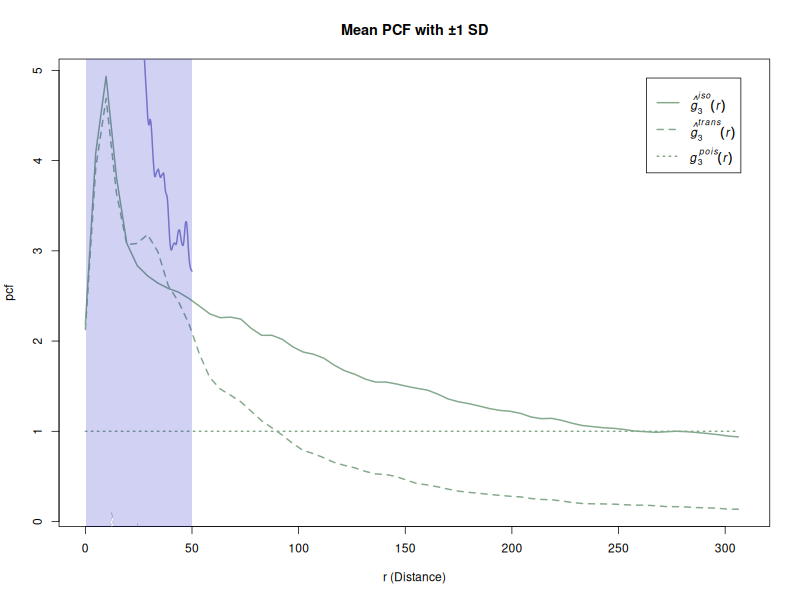 Mean PCF with ±1 SD
ĝ₃ⁱˢᵒ(r)
ĝ₃ᵗʳᵃⁿˢ(r)
g₃ᵖᵒⁱˢ(r)
pcf
5
4
3
2
1
0
0 50 100 150 200 250 300
r (Distance)